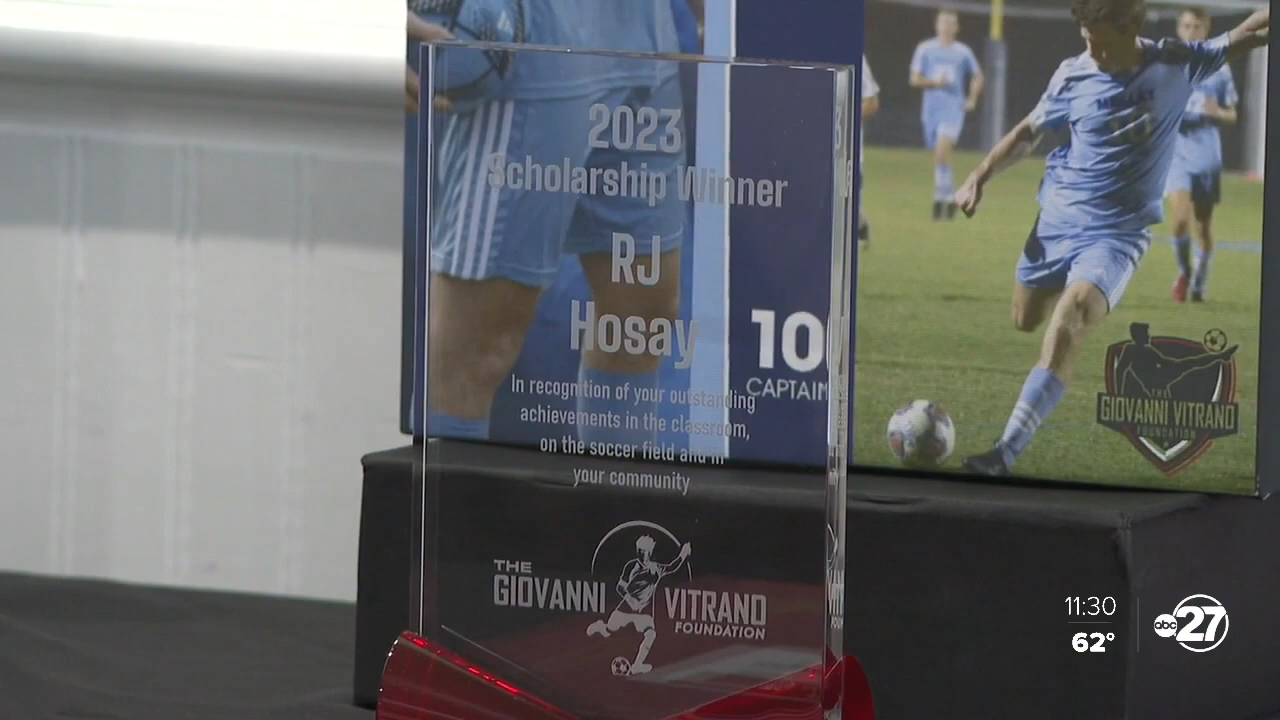 2023
Scholarship Winner
RJ
Hosay
In recognition of your outstanding
achievements in the classroom,
on the soccer field and in
your community
THE
GIOVANNI VITRANO
FOUNDATION
10
CAPTAIN
THE
GIOVANNI VITRANO
FOUNDATION
11:30
62°
abc 27